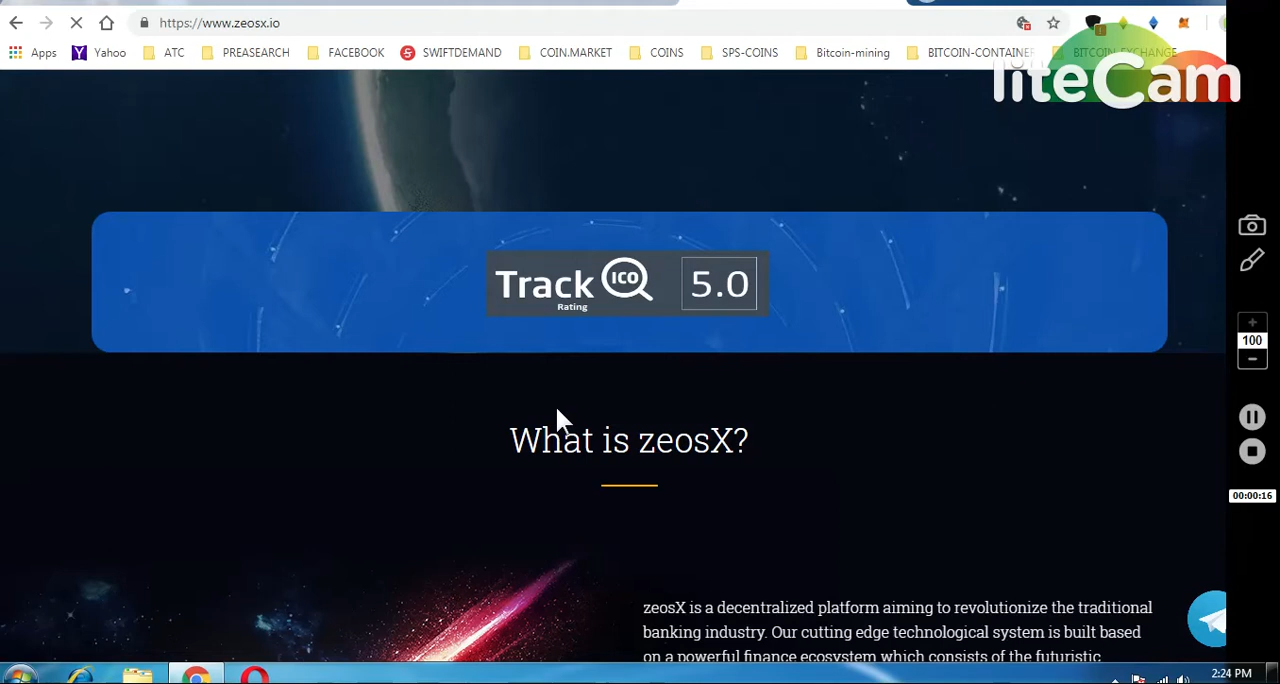 https://www.zeosx.io
Apps Yahoo ATC PREASEARCH FACEBOOK SWIFTDEMAND COIN.MARKET COINS SPS-COINS Bitcoin-mining BITCOIN-CONTAINER BITCOIN-EXCHANGE
liteCam
Track ICO 5.0
Rating
100
What is zeosX?
00:00:16
zeosX is a decentralized platform aiming to revolutionize the traditional
banking industry. Our cutting edge technological system is built based
on a powerful finance ecosystem which consists of the futuristic
2:24 PM